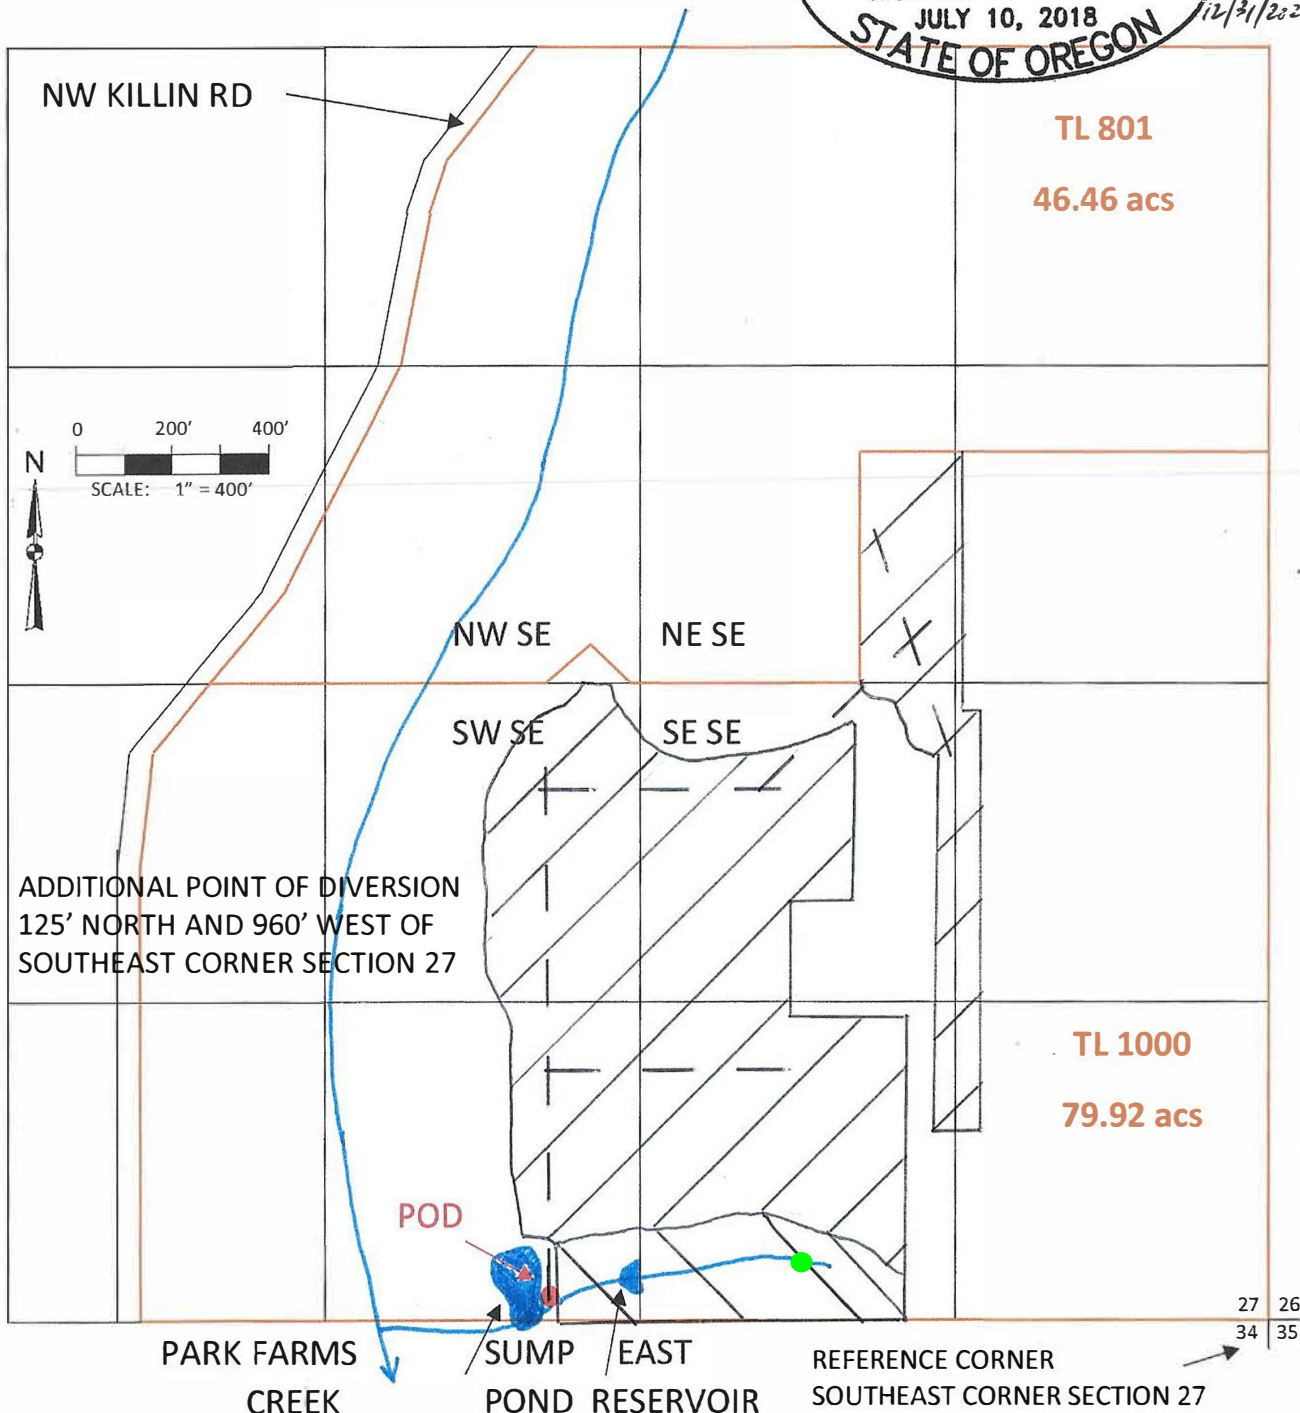 JULY 10, 2018
STATE OF OREGON
12/31/202
NW KILLIN RD
TL 801
46.46 acs
0 200' 400'
N
SCALE: 1" = 400'
NW SE
NE SE
SW SE
SE SE
ADDITIONAL POINT OF DIVERSION
125' NORTH AND 960' WEST OF
SOUTHEAST CORNER SECTION 27
TL 1000
79.92 acs
POD
27 26
34 35
PARK FARMS
CREEK
SUMP
POND
EAST
RESERVOIR
REFERENCE CORNER
SOUTHEAST CORNER SECTION 27